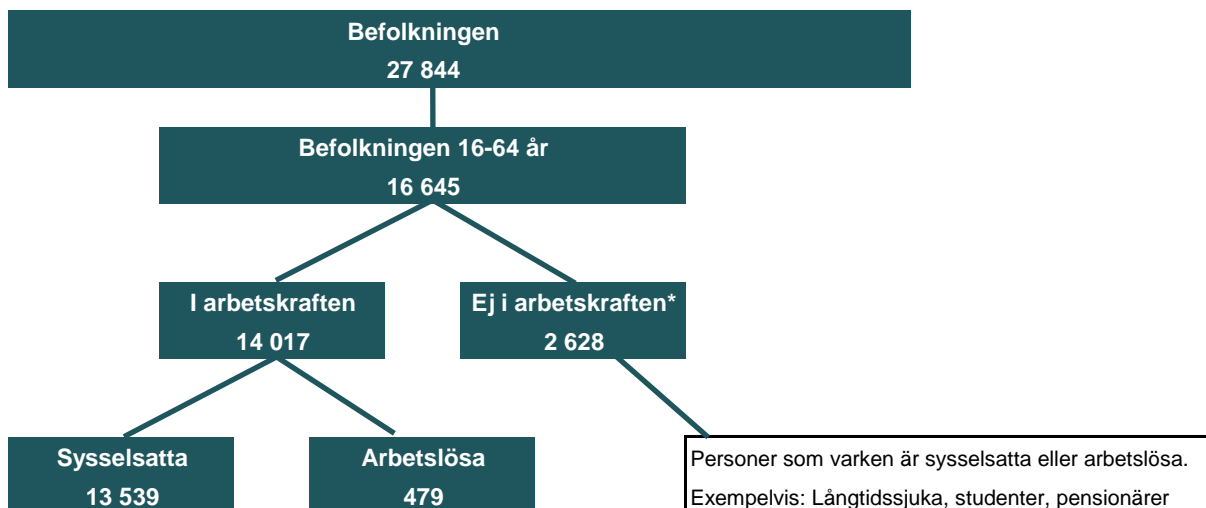 Befolkningen
27 844
Befolkningen 16-64 år
16 645
I arbetskraften
14 017
Ej i arbetskraften*
2 628
Sysselsatta
13 539
Arbetslösa
479
Personer som varken är sysselsatta eller arbetslösa.
Exempelvis: Långtidssjuka, studenter, pensionärer